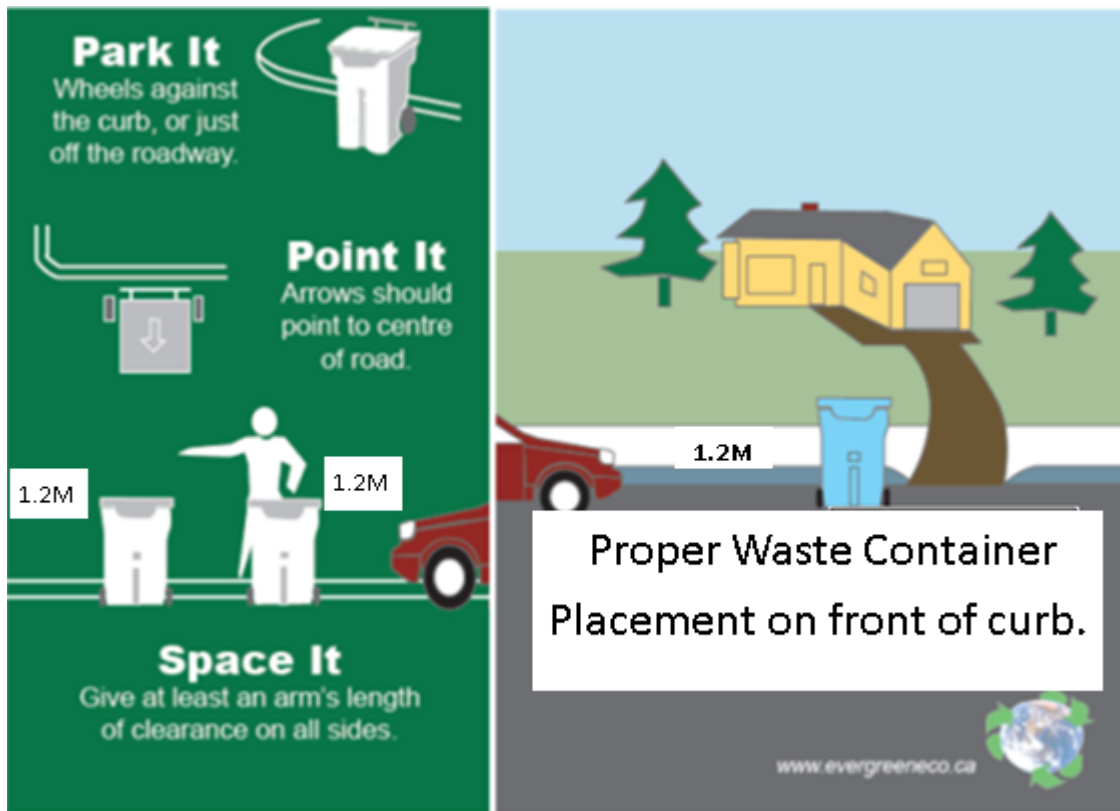 Park It
Wheels against
the curb, or just
off the roadway.
Point It
Arrows should
point to centre
of road.
1.2M
1.2M
Space It
Give at least an arm's length
of clearance on all sides.
1.2M
Proper Waste Container
Placement on front of curb.
www.evergreeneco.ca